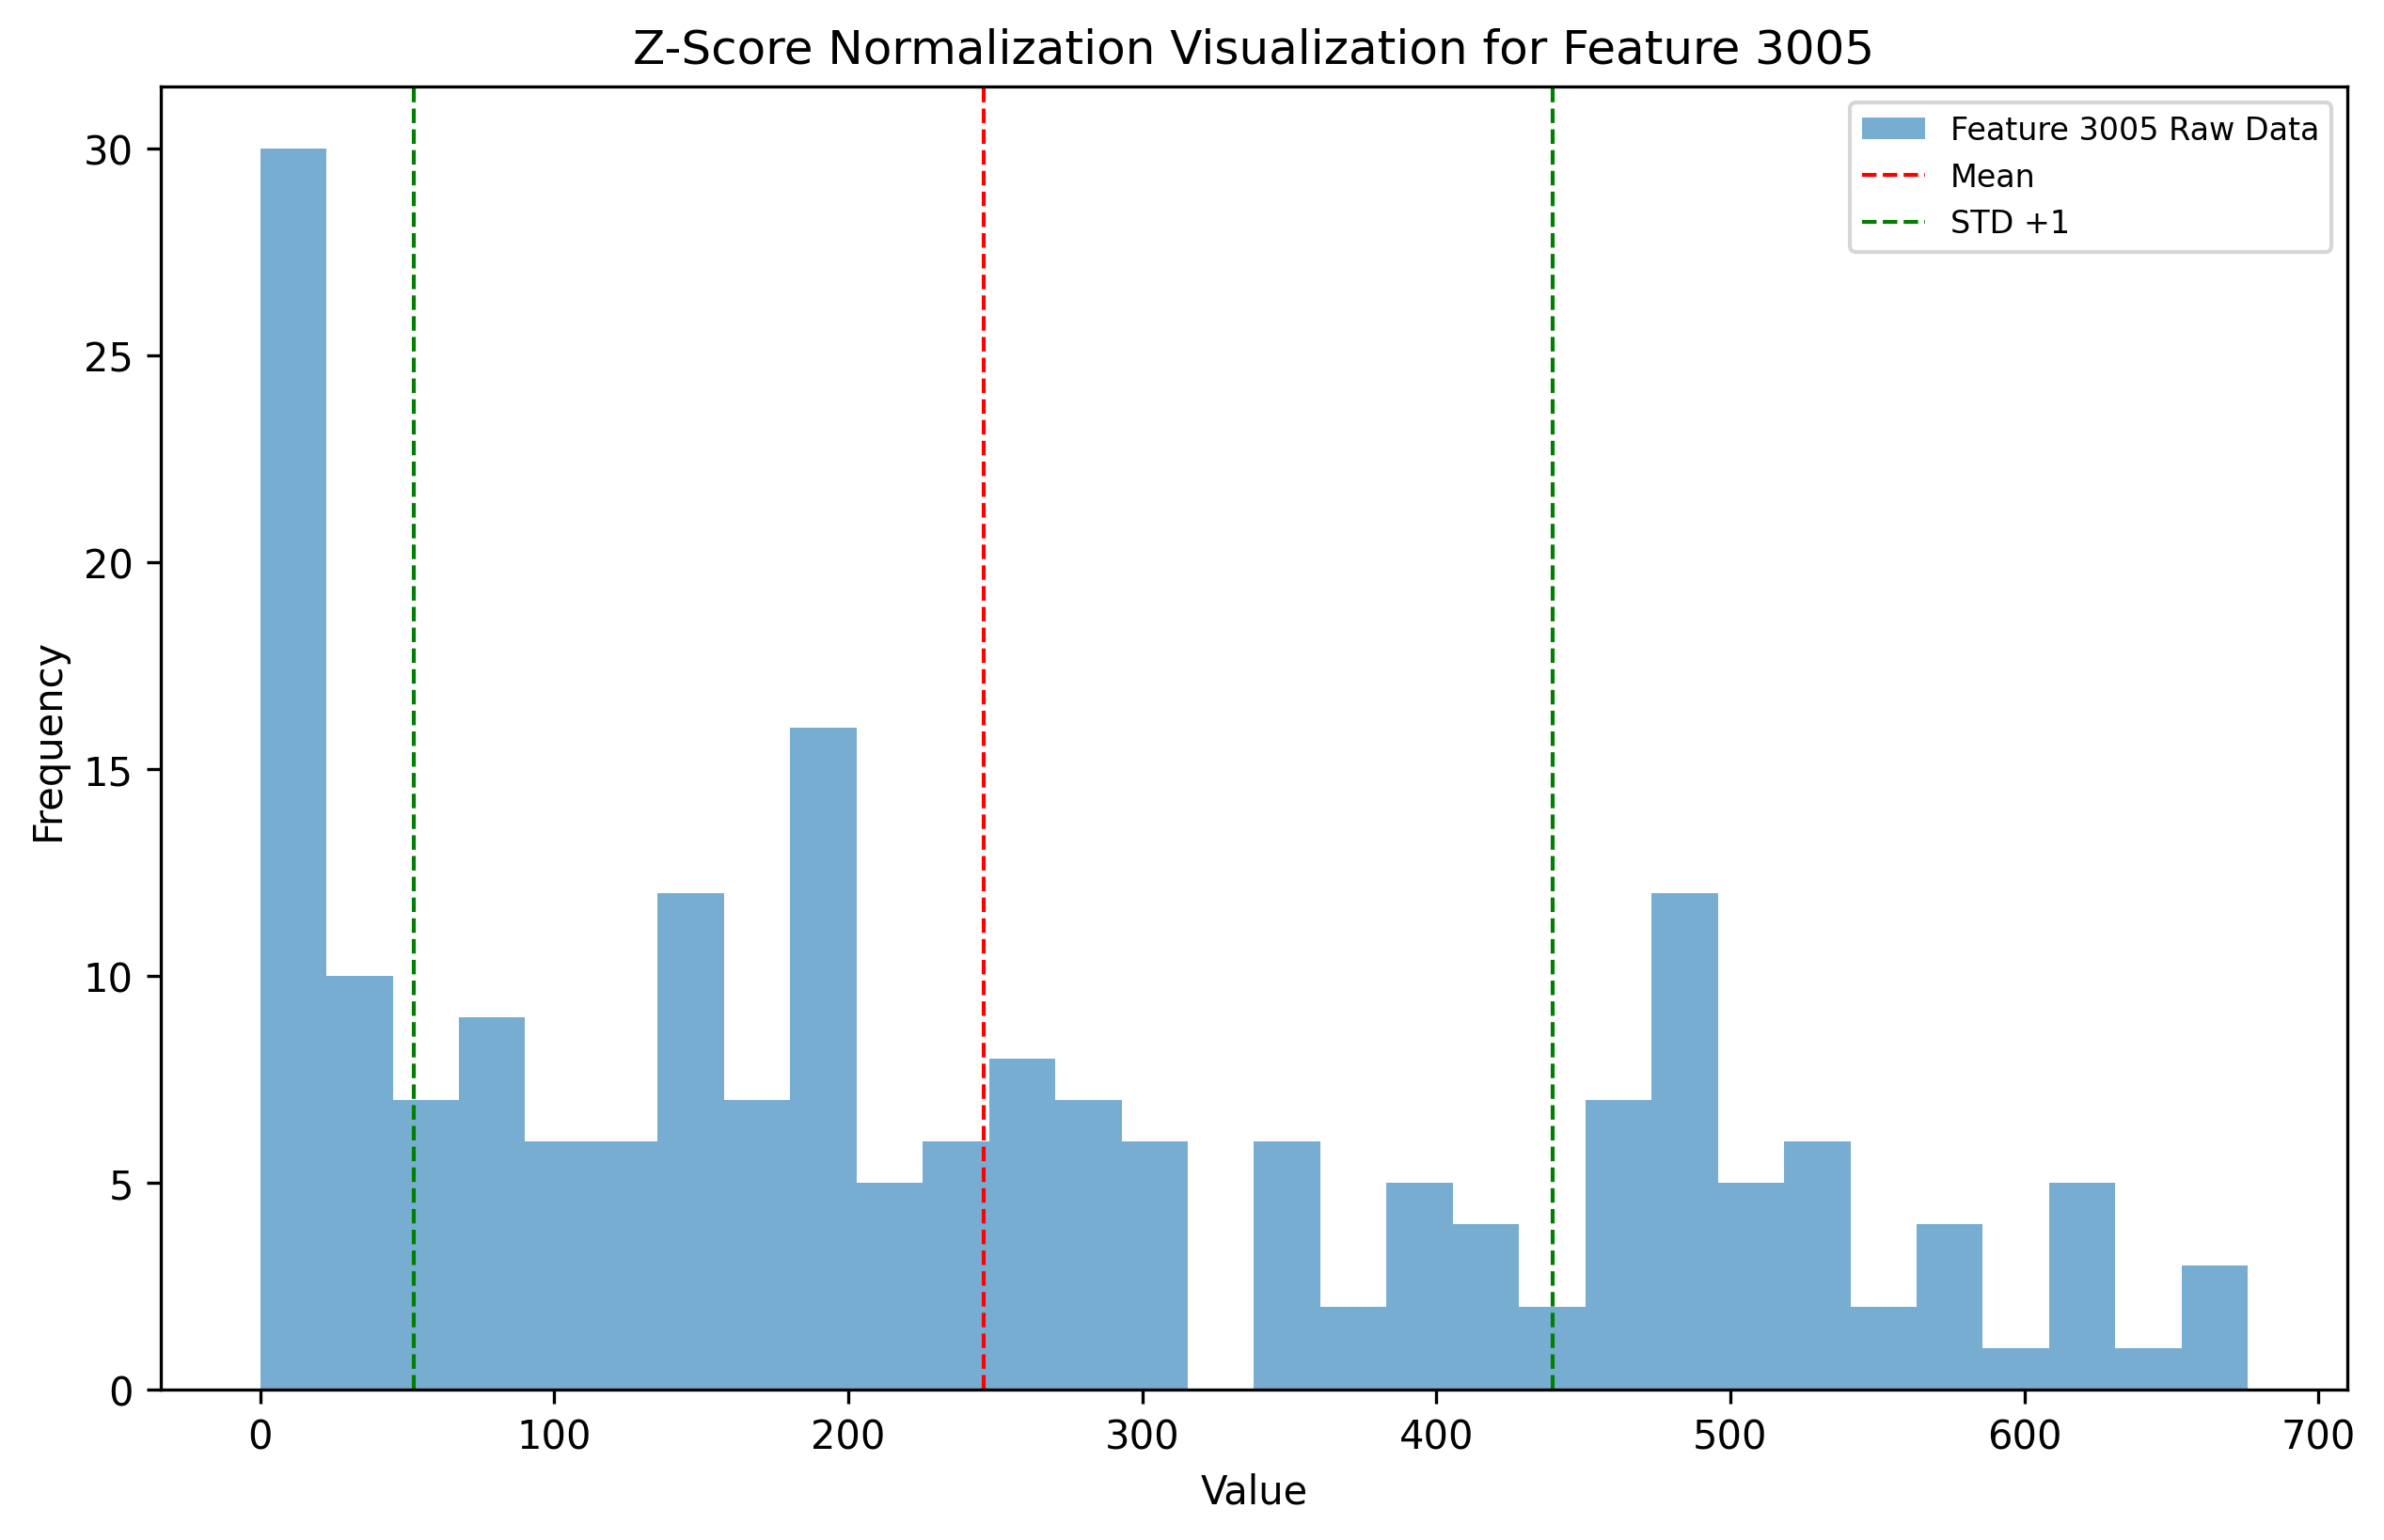 Z-Score Normalization Visualization for Feature 3005
Feature 3005 Raw Data
Mean
STD +1
30
25
20
15
10
5
0
Frequency
0 100 200 300 400 500 600 700
Value